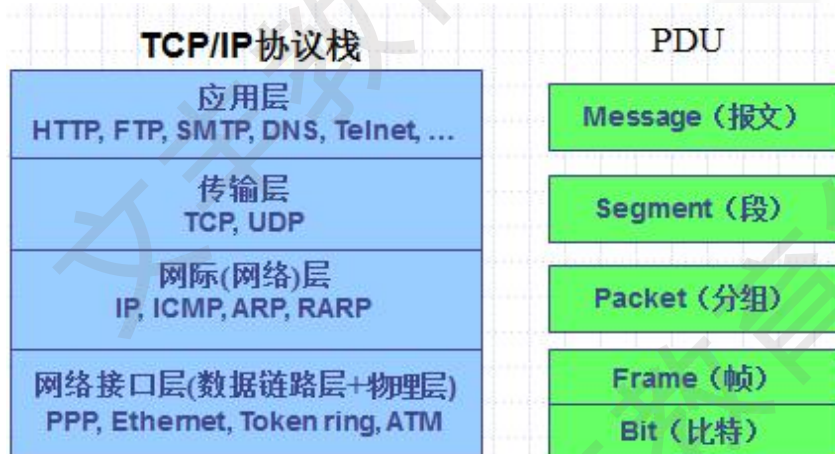 TCP/IP协议栈
PDU
应用层
HTTP, FTP, SMTP, DNS, Telnet, ...
Message（报文）
传输层
TCP, UDP
Segment（段）
网际(网络)层
IP, ICMP, ARP, RARP
Packet（分组）
网络接口层(数据链路层+物理层)
PPP, Ethernet, Token ring, ATM
Frame（帧）
Bit（比特）